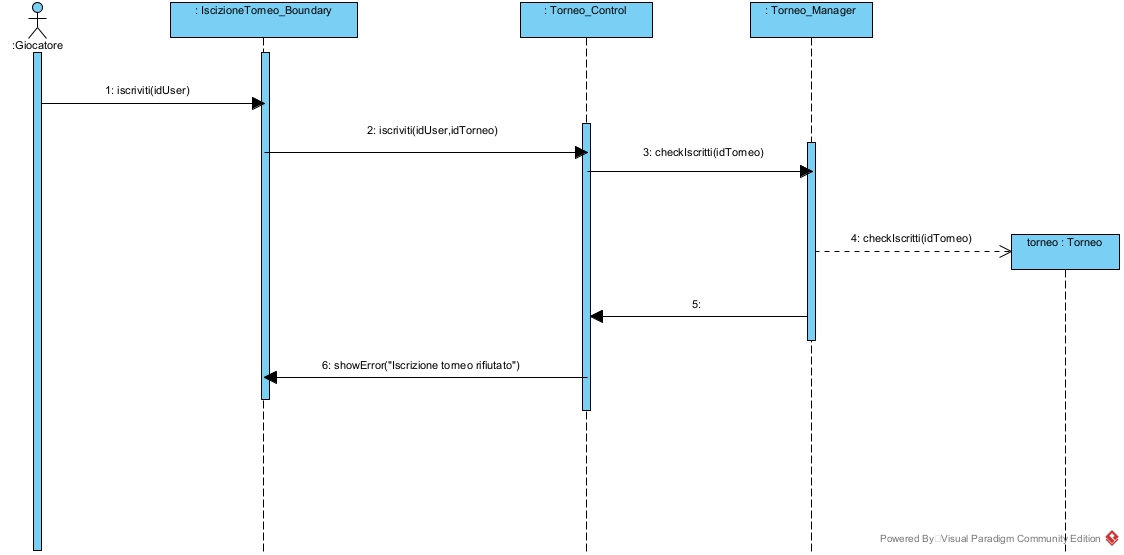 : IscizioneTorneo_Boundary
: Torneo_Control
: Torneo_Manager
:Giocatore
1: iscriviti(idUser)
2: iscriviti(idUser,idTorneo)
3: checkIscritti(idTorneo)
4: checkIscritti(idTorneo)
torneo : Torneo
5:
6: showError("Iscrizione torneo rifiutato")
Powered By Visual Paradigm Community Edition